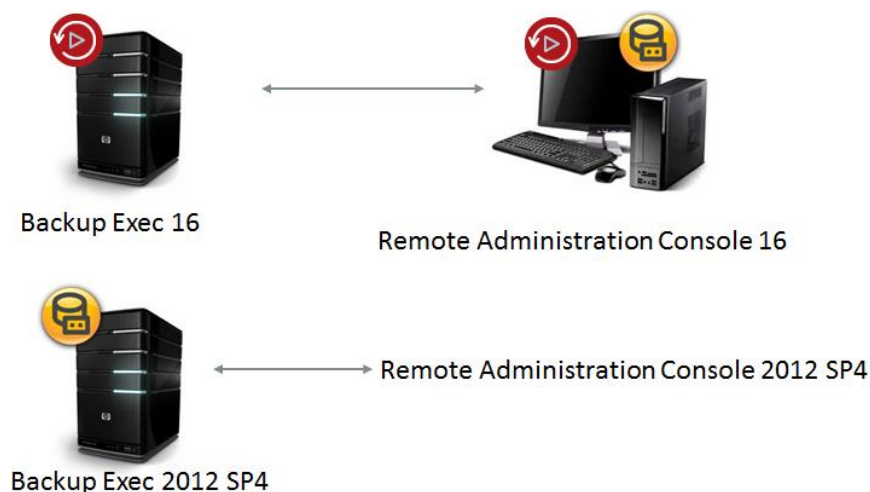 Backup Exec 16
Remote Administration Console 16
Remote Administration Console 2012 SP4
Backup Exec 2012 SP4